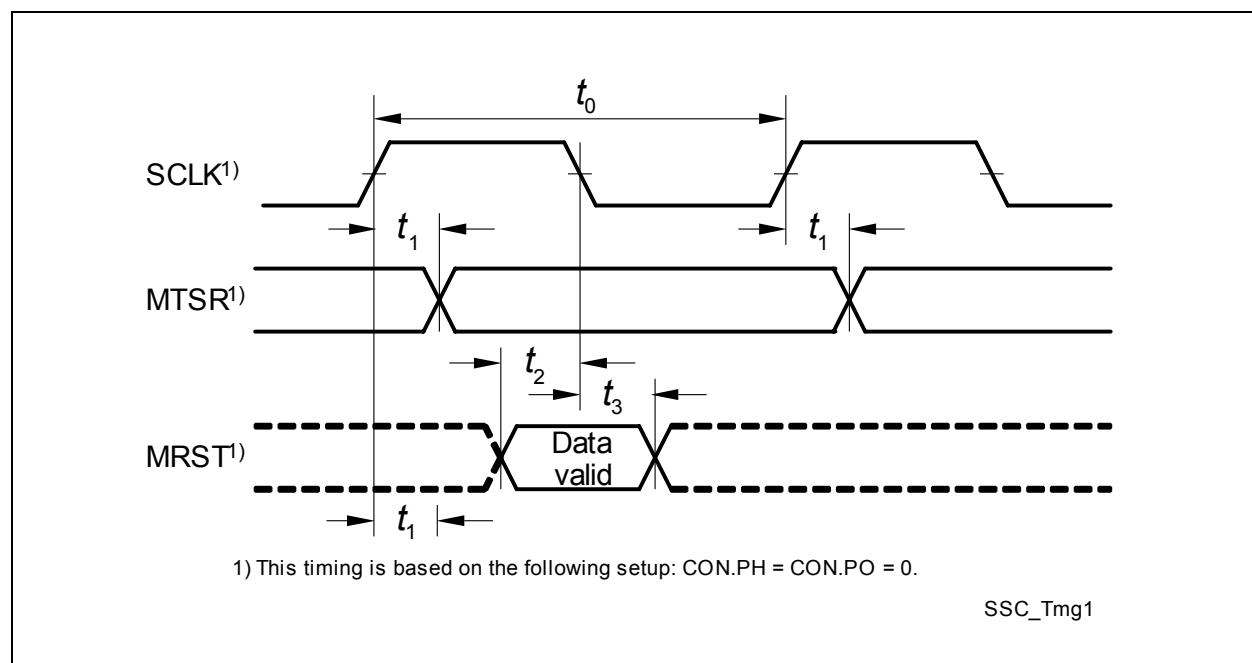 t0
SCLK1)
t1
t1
MTSR1)
t2
t3
MRST1)
Data
valid
t1
1) This timing is based on the following setup: CON.PH = CON.PO = 0.
SSC_Tmg1